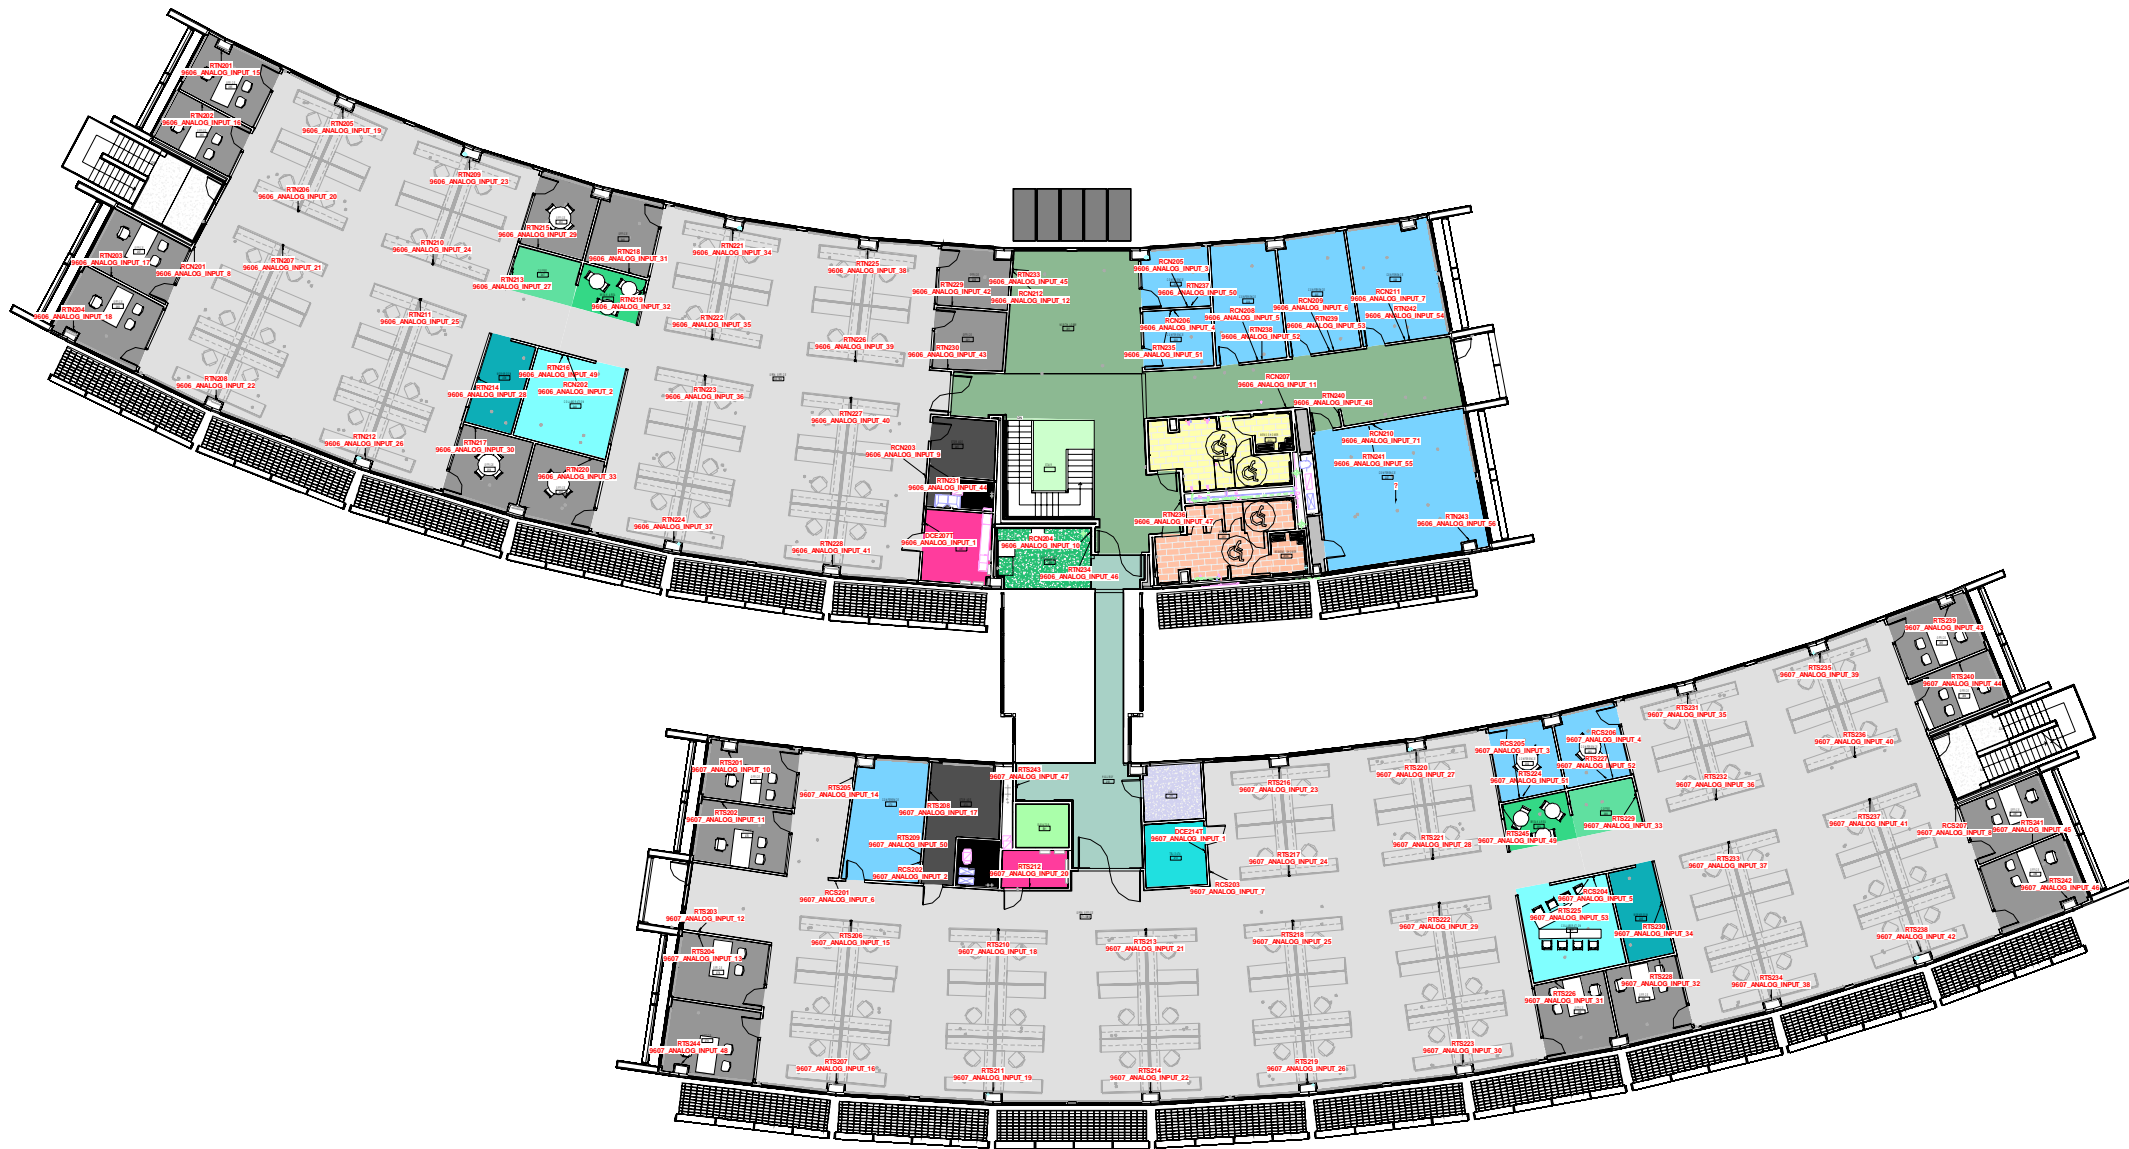 RTN201
9606_ANALOG_INPUT_15
RTN202
9606_ANALOG_INPUT_16
RTN205
9606_ANALOG_INPUT_19
RTN206
9606_ANALOG_INPUT_20
RTN209
9606_ANALOG_INPUT_23
RTN203
9606_ANALOG_INPUT_17
RCN201
9606_ANALOG_INPUT_8
RTN207
9606_ANALOG_INPUT_21
RTN210
9606_ANALOG_INPUT_24
RTN204
9606_ANALOG_INPUT_18
RTN211
9606_ANALOG_INPUT_25
RTN208
9606_ANALOG_INPUT_22
RTN212
9606_ANALOG_INPUT_26
RTN215
9606_ANALOG_INPUT_29
RTN218
9606_ANALOG_INPUT_31
RTN213
9606_ANALOG_INPUT_27
RTN219
9606_ANALOG_INPUT_32
RTN216
9606_ANALOG_INPUT_49
RCN202
9606_ANALOG_INPUT_2
RTN214
9606_ANALOG_INPUT_28
RTN217
9606_ANALOG_INPUT_30
RTN220
9606_ANALOG_INPUT_33
RTN221
9606_ANALOG_INPUT_34
RTN222
9606_ANALOG_INPUT_35
RTN223
9606_ANALOG_INPUT_36
RTN224
9606_ANALOG_INPUT_37
RTN225
9606_ANALOG_INPUT_38
RTN226
9606_ANALOG_INPUT_39
RTN227
9606_ANALOG_INPUT_40
RTN228
9606_ANALOG_INPUT_41
RTN229
9606_ANALOG_INPUT_42
RTN233
9606_ANALOG_INPUT_45
RCN212
9606_ANALOG_INPUT_12
RTN230
9606_ANALOG_INPUT_43
RCN203
9606_ANALOG_INPUT_9
RTN231
9606_ANALOG_INPUT_44
DCE207T
9606_ANALOG_INPUT_1
RCN204
9606_ANALOG_INPUT_10
RTN234
9606_ANALOG_INPUT_46
RCN205
9606_ANALOG_INPUT_3
RTN237
9606_ANALOG_INPUT_50
RCN206
9606_ANALOG_INPUT_4
RTN235
9606_ANALOG_INPUT_51
RCN208
9606_ANALOG_INPUT_5
RTN238
9606_ANALOG_INPUT_52
RCN209
9606_ANALOG_INPUT_6
RTN239
9606_ANALOG_INPUT_53
RCN211
9606_ANALOG_INPUT_7
RTN242
9606_ANALOG_INPUT_54
RCN207
9606_ANALOG_INPUT_11
RTN240
9606_ANALOG_INPUT_48
RCN210
9606_ANALOG_INPUT_71
RTN241
9606_ANALOG_INPUT_55
?
RTN236
9606_ANALOG_INPUT_47
RTN243
9606_ANALOG_INPUT_56
RTS201
9607_ANALOG_INPUT_10
RTS202
9607_ANALOG_INPUT_11
RTS205
9607_ANALOG_INPUT_14
RTS208
9607_ANALOG_INPUT_17
RTS209
9607_ANALOG_INPUT_50
RCS202
9607_ANALOG_INPUT_2
RCS201
9607_ANALOG_INPUT_6
RTS243
9607_ANALOG_INPUT_47
RTS212
9607_ANALOG_INPUT_20
DCE214T
9607_ANALOG_INPUT_1
RCS203
9607_ANALOG_INPUT_7
RTS203
9607_ANALOG_INPUT_12
RTS204
9607_ANALOG_INPUT_13
RTS244
9607_ANALOG_INPUT_48
RTS206
9607_ANALOG_INPUT_15
RTS207
9607_ANALOG_INPUT_16
RTS210
9607_ANALOG_INPUT_18
RTS211
9607_ANALOG_INPUT_19
RTS213
9607_ANALOG_INPUT_21
RTS214
9607_ANALOG_INPUT_22
RTS216
9607_ANALOG_INPUT_23
RTS217
9607_ANALOG_INPUT_24
RTS218
9607_ANALOG_INPUT_25
RTS219
9607_ANALOG_INPUT_26
RTS220
9607_ANALOG_INPUT_27
RTS221
9607_ANALOG_INPUT_28
RTS222
9607_ANALOG_INPUT_29
RTS223
9607_ANALOG_INPUT_30
RCS205
9607_ANALOG_INPUT_3
RCS206
9607_ANALOG_INPUT_4
RTS227
9607_ANALOG_INPUT_52
RTS224
9607_ANALOG_INPUT_51
RTS229
9607_ANALOG_INPUT_33
RTS245
9607_ANALOG_INPUT_49
RCS204
9607_ANALOG_INPUT_5
RTS225
9607_ANALOG_INPUT_53
RTS230
9607_ANALOG_INPUT_34
RTS226
9607_ANALOG_INPUT_31
RTS228
9607_ANALOG_INPUT_32
RTS231
9607_ANALOG_INPUT_35
RTS232
9607_ANALOG_INPUT_36
RTS233
9607_ANALOG_INPUT_37
RTS234
9607_ANALOG_INPUT_38
RTS235
9607_ANALOG_INPUT_39
RTS236
9607_ANALOG_INPUT_40
RTS237
9607_ANALOG_INPUT_41
RTS238
9607_ANALOG_INPUT_42
RTS239
9607_ANALOG_INPUT_43
RTS240
9607_ANALOG_INPUT_44
RCS207
9607_ANALOG_INPUT_8
RTS241
9607_ANALOG_INPUT_45
RTS242
9607_ANALOG_INPUT_46